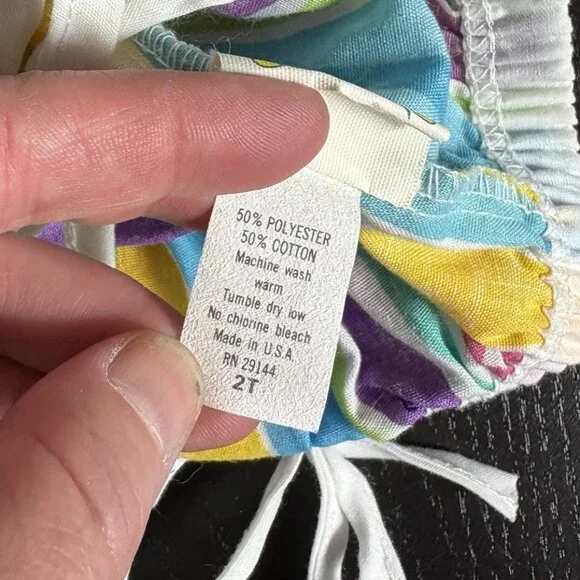 50% POLYESTER
50% COTTON
Machine wash
warm
Tumble dry low
No chlorine bleach
Made in U.S.A.
RN 29144
2T